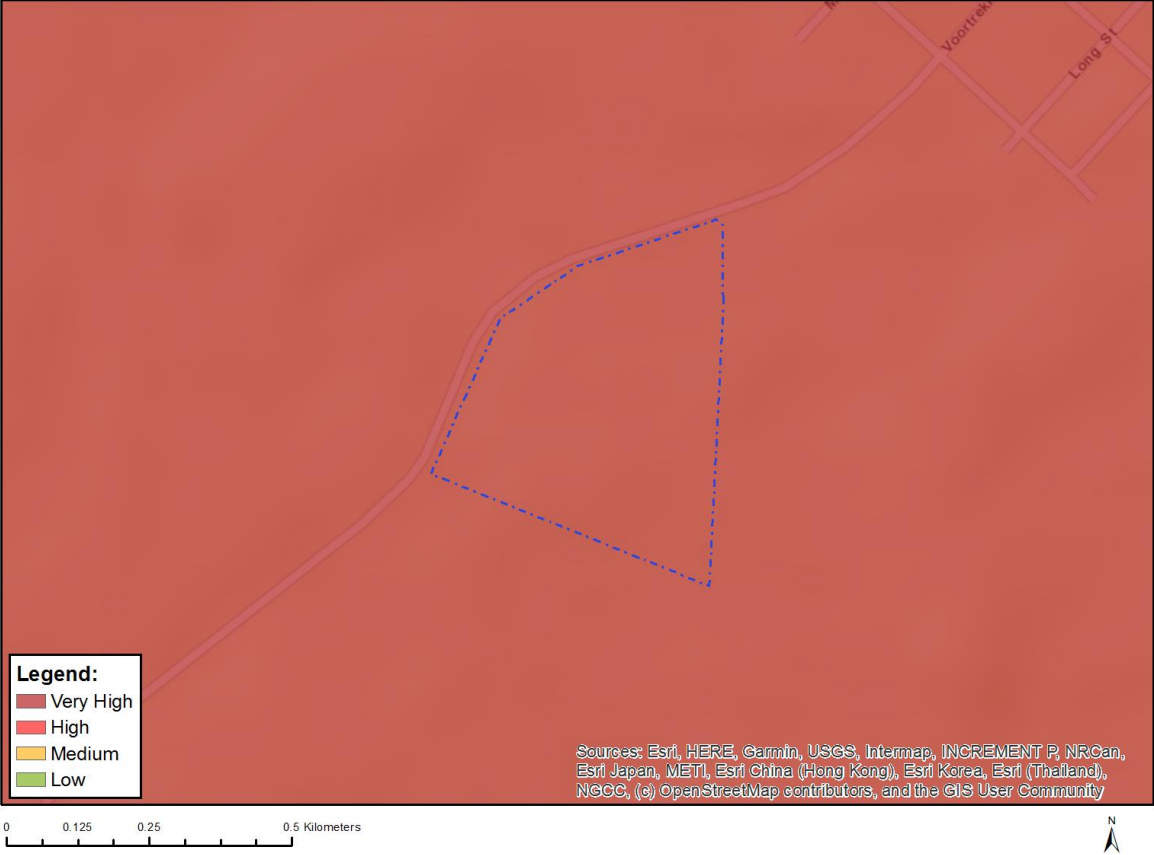 Long St
Legend:
Very High
High
Medium
Low
Sources: Esri, HERE, Garmin, USGS, Intermap, INCREMENT P, NRCan,
Esri Japan, METI, Esri China (Hong Kong), Esri Korea, Esri (Thailand),
NGCC, (c) OpenStreetMap contributors, and the GIS User Community
0 0.125 0.25 0.5 Kilometers
N